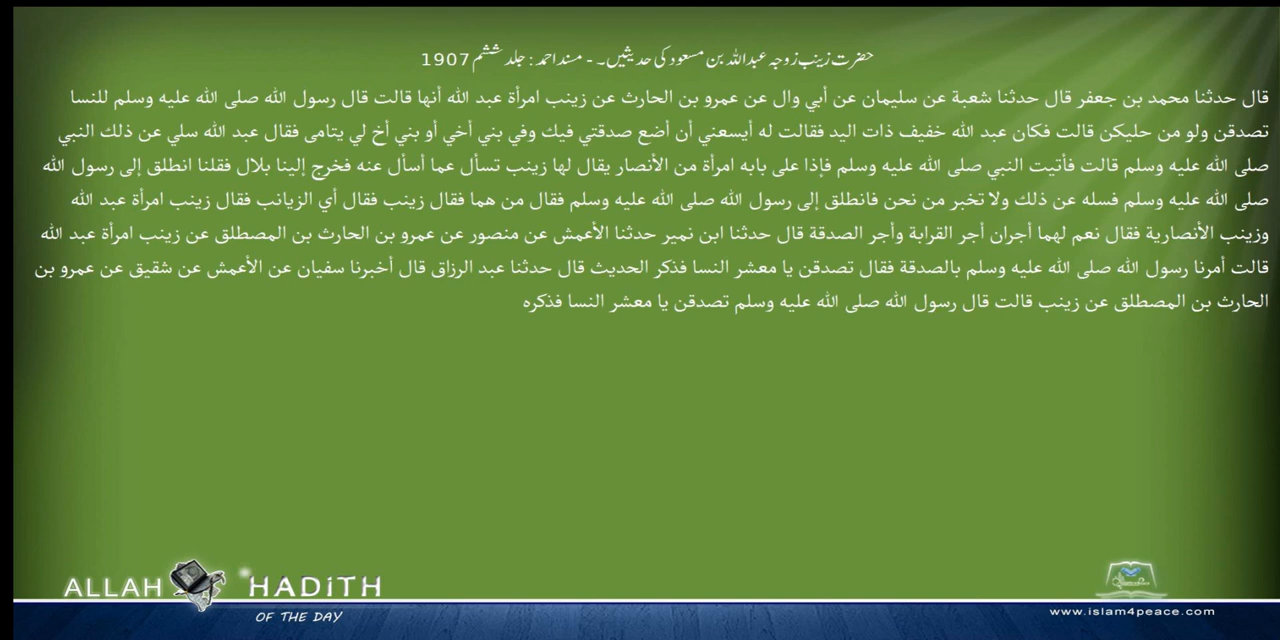 حضرت زینب زوجہ عبداللہ بن مسعود کی حدیثیں۔ - مسند احمد : جلد ششم 1907
قال حدثنا محمد بن جعفر قال حدثنا شعبة عن سليمان عن أبي وال عن عمرو بن الحارث عن زينب امرأة عبد الله أنها قالت قال رسول الله صلى الله عليه وسلم للنسا
تصدقن ولو من حليكن قالت فكان عبد الله خفيف ذات اليد فقالت له أيسعني أن أضع صدقتي فيك وفي بني أخي أو بني أخ لي يتامى فقال عبد الله سلي عن ذلك النبي
صلى الله عليه وسلم قالت فأتيت النبي صلى الله عليه وسلم فإذا على بابه امرأة من الأنصار يقال لها زينب تسأل عما أسأل عنه فخرج إلينا بلال فقلنا انطلق إلى رسول الله
صلى الله عليه وسلم فسله عن ذلك ولا تخبر من نحن فانطلق إلى رسول الله صلى الله عليه وسلم فقال من هما فقال زينب فقال أي الزيانب فقال زينب امرأة عبد الله
وزينب الأنصارية فقال نعم لهما أجران أجر القرابة وأجر الصدقة قال حدثنا ابن نمير حدثنا الأعمش عن منصور عن عمرو بن الحارث بن المصطلق عن زينب امرأة عبد الله
قالت أمرنا رسول الله صلى الله عليه وسلم بالصدقة فقال تصدقن يا معشر النسا فذكر الحديث قال حدثنا عبد الرزاق قال أخبرنا سفيان عن الأعمش عن شقيق عن عمرو بن
الحارث بن المصطلق عن زينب قالت قال رسول الله صلى الله عليه وسلم تصدقن يا معشر النسا فذكره
ALLAH HADITH
OF THE DAY
www.islam4peace.com